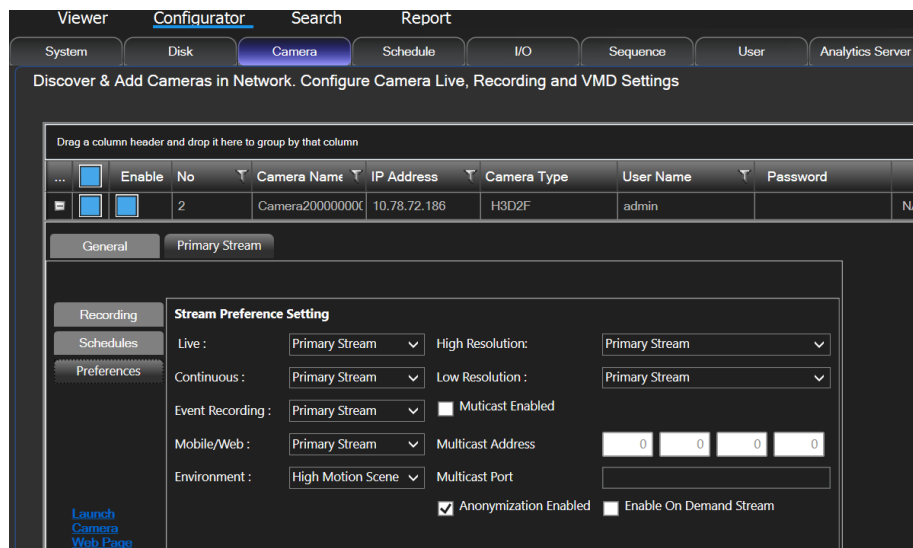 Viewer Configurator Search Report
System Disk Camera Schedule I/O Sequence User Analytics Server
Discover & Add Cameras in Network. Configure Camera Live, Recording and VMD Settings
Drag a column header and drop it here to group by that column
... Enable No Camera Name IP Address Camera Type User Name Password
2 Camera20000000( 10.78.72.186 H3D2F admin N/
General Primary Stream
Recording Stream Preference Setting
Schedules Live : Primary Stream High Resolution: Primary Stream
Preferences Continuous : Primary Stream Low Resolution : Primary Stream
Event Recording : Primary Stream Muticast Enabled
Mobile/Web : Primary Stream Multicast Address 0 0 0 0
Environment : High Motion Scene Multicast Port
Anonymization Enabled Enable On Demand Stream
Launch
Camera
Web Page